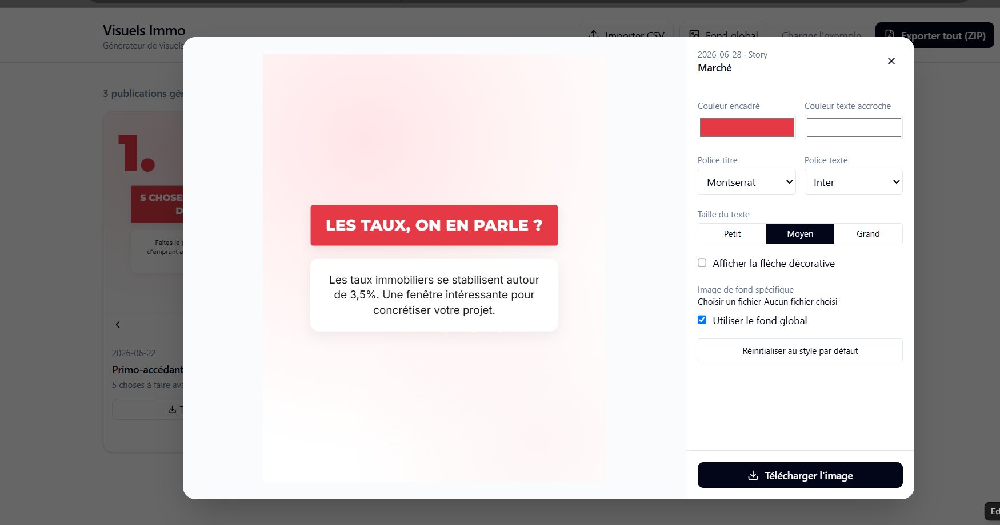 Visuels Immo
Générateur de visuels
Importer CSV
Fond global
Charger l'exemple
Exporter tout (ZIP)
3 publications
1.
5 CHOSE
D
Faites le
d'emprunt
2026-06-22
Primo-accédant
5 choses à faire
LES TAUX, ON EN PARLE ?
Les taux immobiliers se stabilisent autour
de 3,5%. Une fenêtre intéressante pour
concrétiser votre projet.
2026-06-28 · Story
Marché
Couleur encadré
Couleur texte accroche
Police titre
Police texte
Montserrat
Inter
Taille du texte
Petit
Moyen
Grand
Afficher la flèche décorative
Image de fond spécifique
Choisir un fichier Aucun fichier choisi
Utiliser le fond global
Réinitialiser au style par défaut
Télécharger l'image
Ed